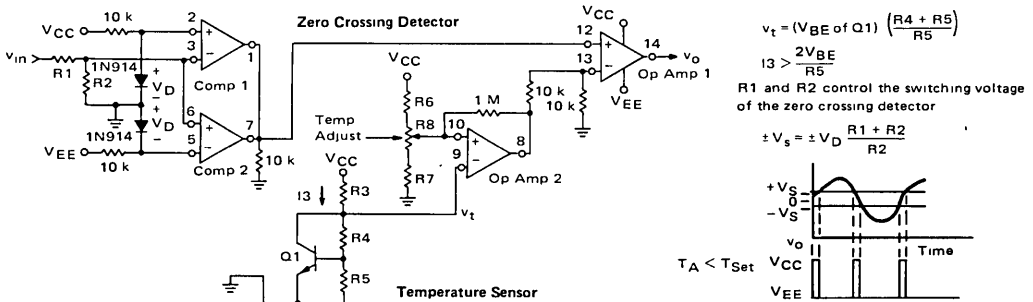 Zero Crossing Detector
10 k
VCC
2
+
3
−
1
Comp 1
vin
R1
R2
1N914
+
VD
−
+
VD
−
1N914
6
+
5
−
7
Comp 2
VEE
10 k
10 k
VCC
12
+
13
−
14
vo
Op Amp 1
VEE
10 k
10 k
VCC
R6
Temp
Adjust
R8
R7
1 M
10
+
9
−
8
Op Amp 2
VCC
I3
R3
vt
R4
Q1
R5
Temperature Sensor
vt = (VBE of Q1) (R4 + R5 / R5)
I3 > 2VBE / R5
R1 and R2 control the switching voltage
of the zero crossing detector
± Vs ≈ ± VD R1 + R2 / R2
+VS
0
−VS
vo
Time
TA < TSet
VCC
VEE